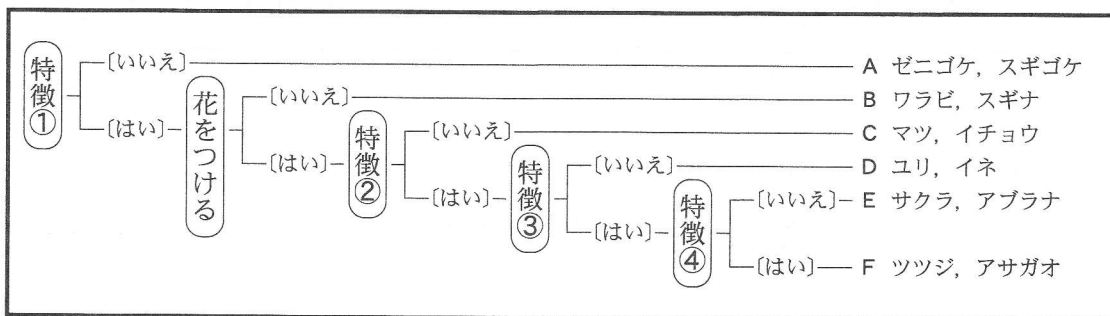 特徴①
〔いいえ〕
A ゼニゴケ，スギゴケ
〔はい〕
花をつける
〔いいえ〕
B ワラビ，スギナ
〔はい〕
特徴②
〔いいえ〕
C マツ，イチョウ
〔はい〕
特徴③
〔いいえ〕
D ユリ，イネ
〔はい〕
特徴④
〔いいえ〕
E サクラ，アブラナ
〔はい〕
F ツツジ，アサガオ